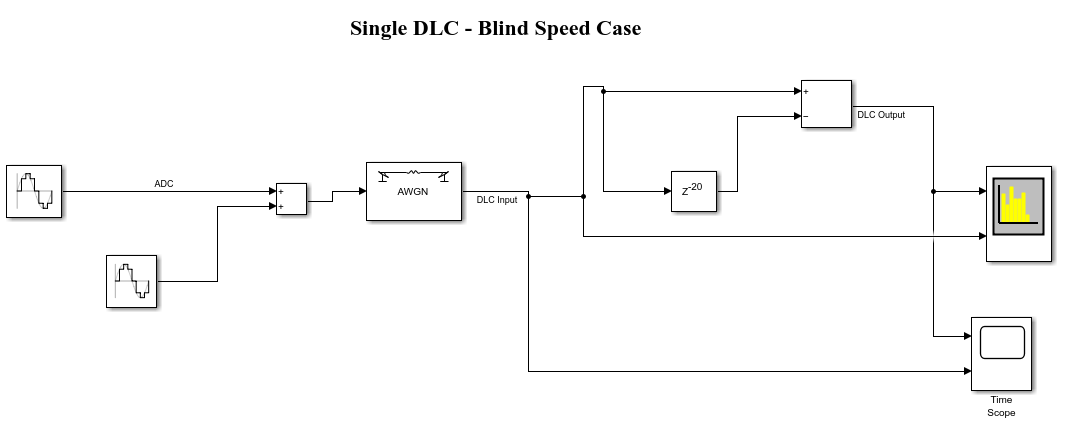 Single DLC - Blind Speed Case
ADC
+
+
AWGN
DLC Input
z-20
+
−
DLC Output
Time
Scope